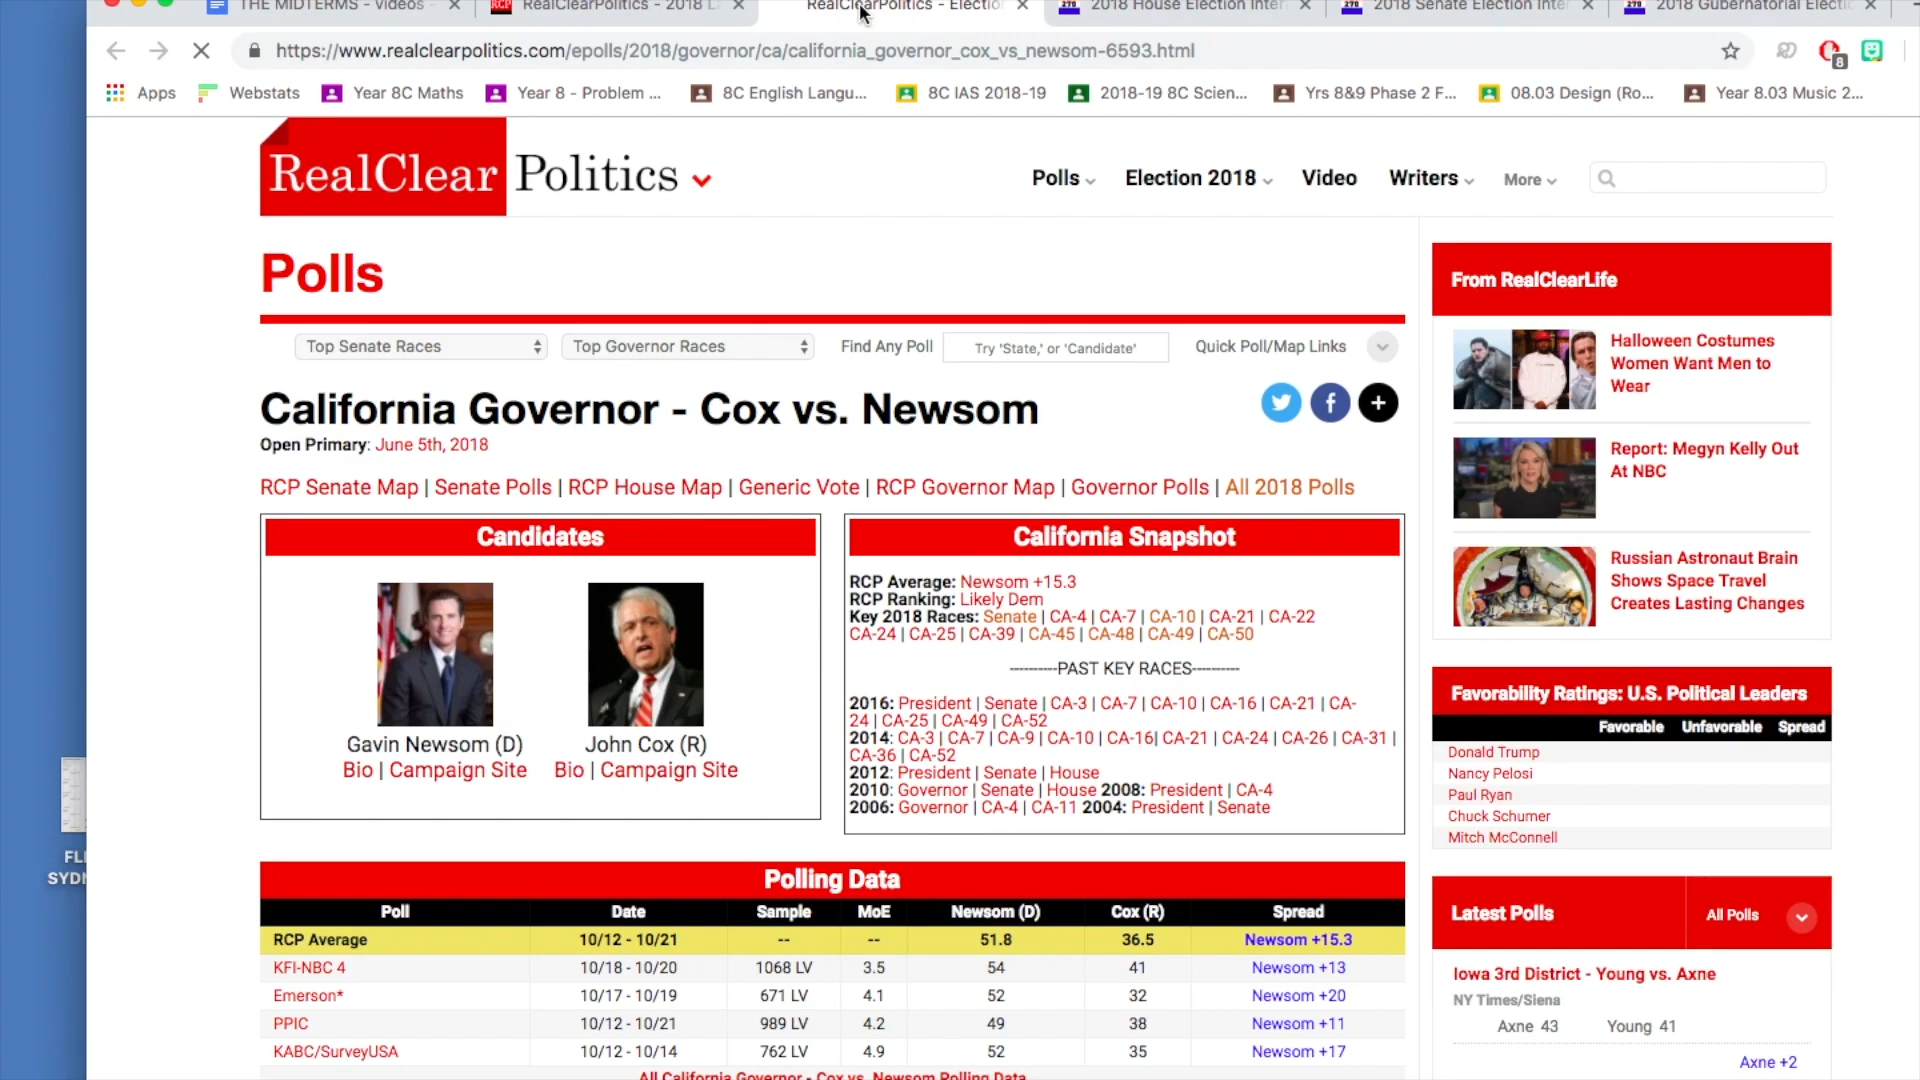 THE MIDTERMS - videos -
RealClearPolitics - 2018
RealClearPolitics - Electio
2018 House Election Inter
2018 Senate Election Inte
2018 Gubernatorial Electic
https://www.realclearpolitics.com/epolls/2018/governor/ca/california_governor_cox_vs_newsom-6593.html
8
Apps
Webstats
Year 8C Maths
Year 8 - Problem ...
8C English Langu...
8C IAS 2018-19
2018-19 8C Scien...
Yrs 8&9 Phase 2 F...
08.03 Design (Ro...
Year 8.03 Music 2...
RealClear Politics
Polls
Election 2018
Video
Writers
More
Polls
Top Senate Races
Top Governor Races
Find Any Poll
Try 'State,' or 'Candidate'
Quick Poll/Map Links
California Governor - Cox vs. Newsom
Open Primary: June 5th, 2018
RCP Senate Map | Senate Polls | RCP House Map | Generic Vote | RCP Governor Map | Governor Polls | All 2018 Polls
Candidates
Gavin Newsom (D)
Bio | Campaign Site
John Cox (R)
Bio | Campaign Site
California Snapshot
RCP Average: Newsom +15.3
RCP Ranking: Likely Dem
Key 2018 Races: Senate | CA-4 | CA-7 | CA-10 | CA-21 | CA-22
CA-24 | CA-25 | CA-39 | CA-45 | CA-48 | CA-49 | CA-50
----------PAST KEY RACES----------
2016: President | Senate | CA-3 | CA-7 | CA-10 | CA-16 | CA-21 | CA-
24 | CA-25 | CA-49 | CA-52
2014: CA-3 | CA-7 | CA-9 | CA-10 | CA-16| CA-21 | CA-24 | CA-26 | CA-31 |
CA-36 | CA-52
2012: President | Senate | House
2010: Governor | Senate | House 2008: President | CA-4
2006: Governor | CA-4 | CA-11 2004: President | Senate
Polling Data
Poll Date Sample MoE Newsom (D) Cox (R) Spread
RCP Average 10/12 - 10/21 -- -- 51.8 36.5 Newsom +15.3
KFI-NBC 4 10/18 - 10/20 1068 LV 3.5 54 41 Newsom +13
Emerson* 10/17 - 10/19 671 LV 4.1 52 32 Newsom +20
PPIC 10/12 - 10/21 989 LV 4.2 49 38 Newsom +11
KABC/SurveyUSA 10/12 - 10/14 762 LV 4.9 52 35 Newsom +17
All California Governor - Cox vs. Newsom Polling Data
From RealClearLife
Halloween Costumes
Women Want Men to
Wear
Report: Megyn Kelly Out
At NBC
Russian Astronaut Brain
Shows Space Travel
Creates Lasting Changes
Favorability Ratings: U.S. Political Leaders
Favorable Unfavorable Spread
Donald Trump
Nancy Pelosi
Paul Ryan
Chuck Schumer
Mitch McConnell
Latest Polls
All Polls
Iowa 3rd District - Young vs. Axne
NY Times/Siena
Axne 43 Young 41
Axne +2
FLI
SYDN